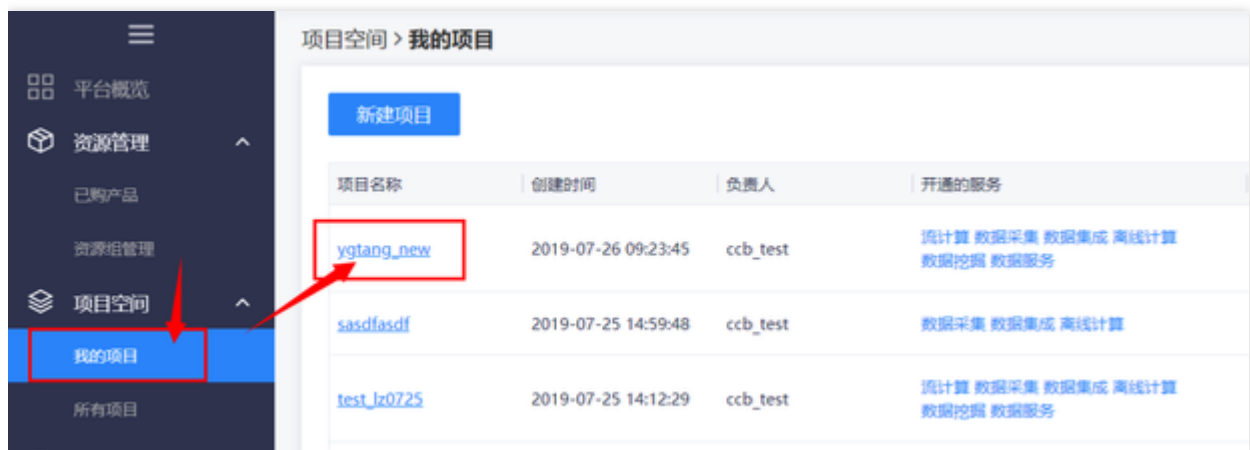 项目空间 > 我的项目
平台概览
资源管理
已购产品
资源组管理
项目空间
我的项目
所有项目
新建项目
项目名称 创建时间 负责人 开通的服务
ygtang_new 2019-07-26 09:23:45 ccb_test 流计算 数据采集 数据集成 离线计算
数据挖掘 数据服务
sasdfasdf 2019-07-25 14:59:48 ccb_test 数据采集 数据集成 离线计算
test_lz0725 2019-07-25 14:12:29 ccb_test 流计算 数据采集 数据集成 离线计算
数据挖掘 数据服务